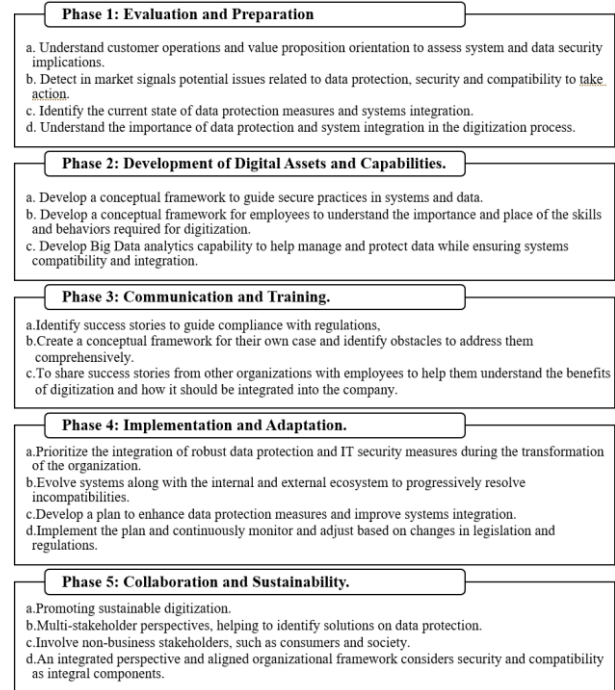 Phase 1: Evaluation and Preparation
a. Understand customer operations and value proposition orientation to assess system and data security
implications.
b. Detect in market signals potential issues related to data protection, security and compatibility to take
action.
c. Identify the current state of data protection measures and systems integration.
d. Understand the importance of data protection and system integration in the digitization process.
Phase 2: Development of Digital Assets and Capabilities.
a. Develop a conceptual framework to guide secure practices in systems and data.
b. Develop a conceptual framework for employees to understand the importance and place of the skills
and behaviors required for digitization.
c. Develop Big Data analytics capability to help manage and protect data while ensuring systems
compatibility and integration.
Phase 3: Communication and Training.
a.Identify success stories to guide compliance with regulations,
b.Create a conceptual framework for their own case and identify obstacles to address them
comprehensively.
c.To share success stories from other organizations with employees to help them understand the benefits
of digitization and how it should be integrated into the company.
Phase 4: Implementation and Adaptation.
a.Prioritize the integration of robust data protection and IT security measures during the transformation
of the organization.
b.Evolve systems along with the internal and external ecosystem to progressively resolve
incompatibilities.
c.Develop a plan to enhance data protection measures and improve systems integration.
d.Implement the plan and continuously monitor and adjust based on changes in legislation and
regulations.
Phase 5: Collaboration and Sustainability.
a.Promoting sustainable digitization.
b.Multi-stakeholder perspectives, helping to identify solutions on data protection.
c.Involve non-business stakeholders, such as consumers and society.
d.An integrated perspective and aligned organizational framework considers security and compatibility
as integral components.